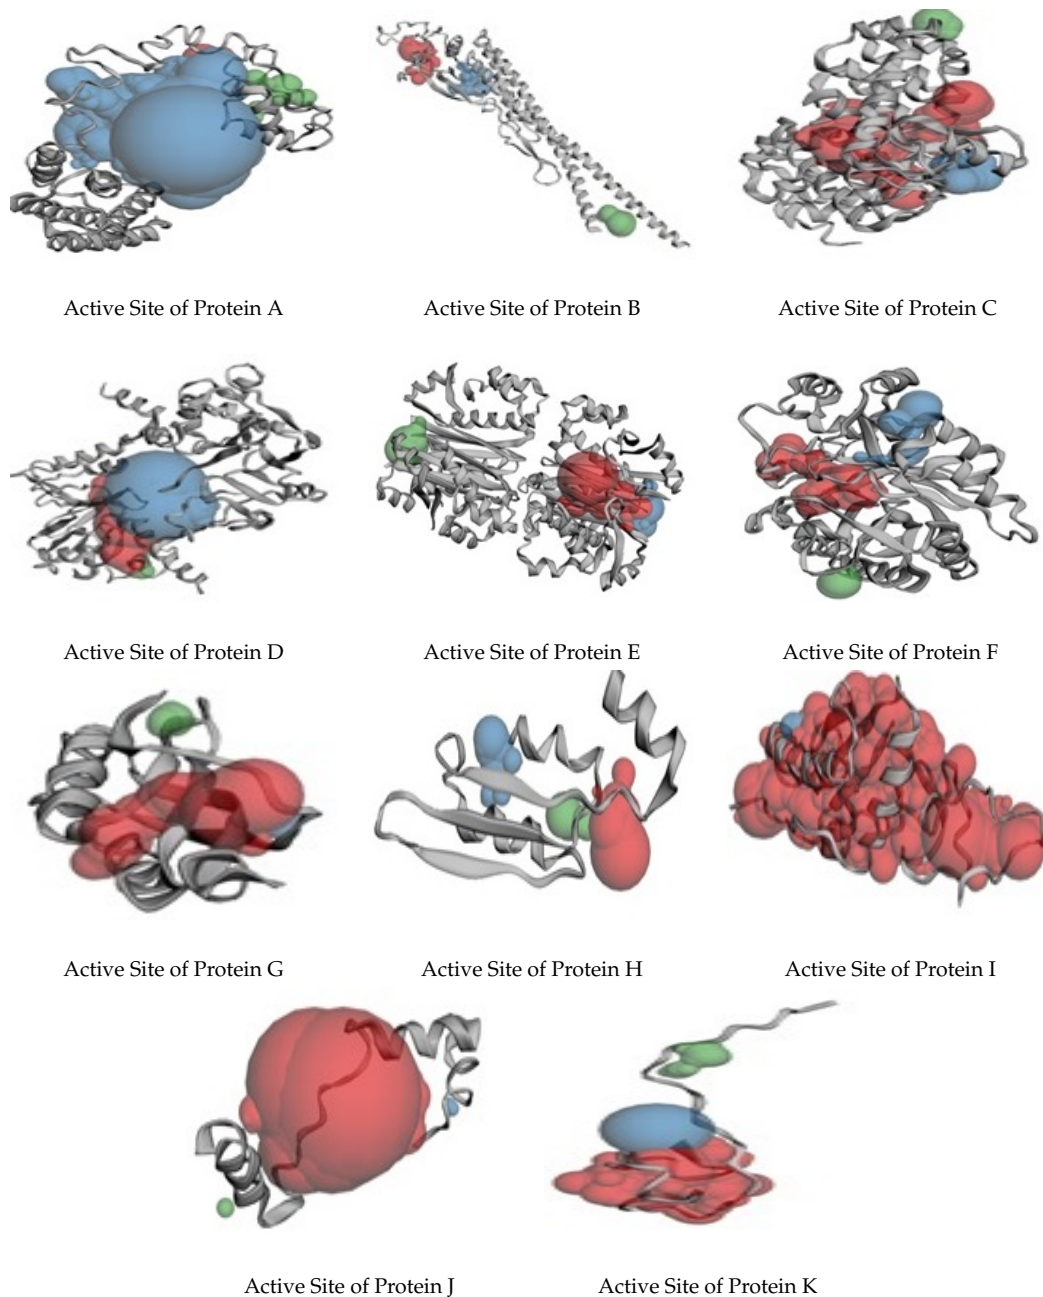 Active Site of Protein A
Active Site of Protein B
Active Site of Protein C
Active Site of Protein D
Active Site of Protein E
Active Site of Protein F
Active Site of Protein G
Active Site of Protein H
Active Site of Protein I
Active Site of Protein J
Active Site of Protein K